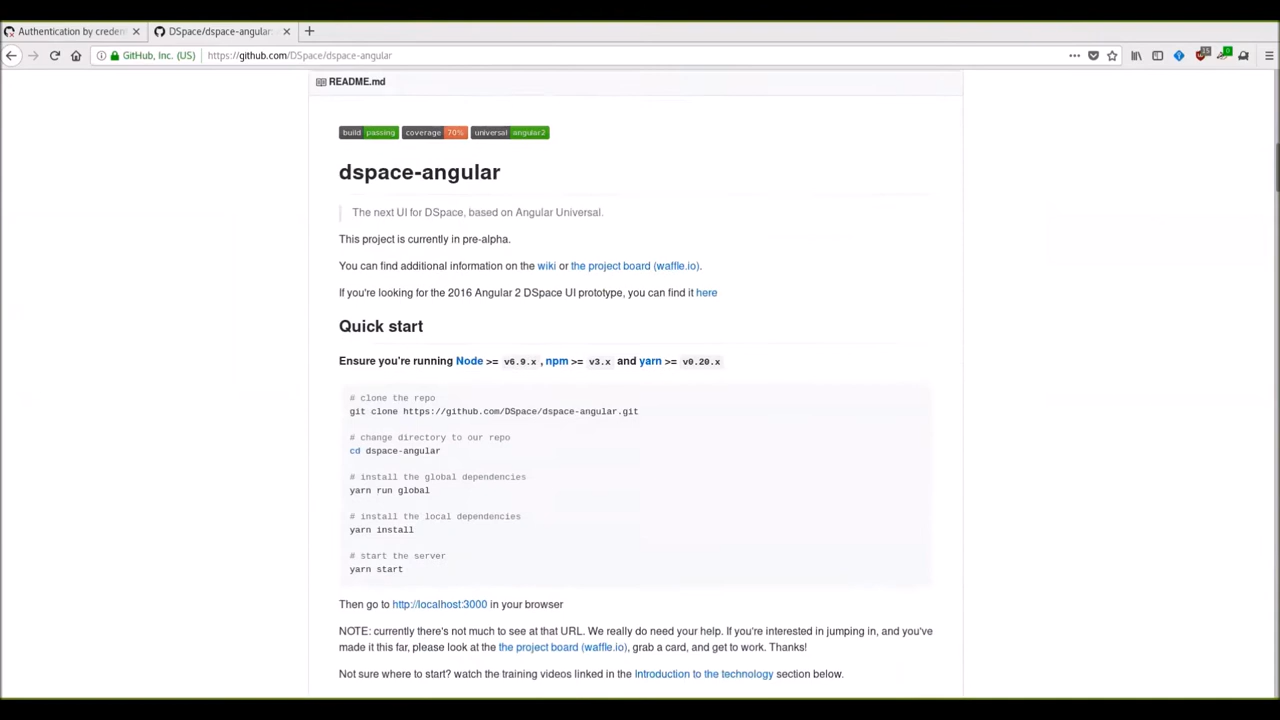 Authentication by creden
DSpace/dspace-angular
GitHub, Inc. (US) https://github.com/DSpace/dspace-angular
15
0
README.md
build passing coverage 70% universal angular2
dspace-angular
The next UI for DSpace, based on Angular Universal.
This project is currently in pre-alpha.
You can find additional information on the wiki or the project board (waffle.io).
If you're looking for the 2016 Angular 2 DSpace UI prototype, you can find it here
Quick start
Ensure you're running Node >= v6.9.x , npm >= v3.x and yarn >= v0.20.x
# clone the repo
git clone https://github.com/DSpace/dspace-angular.git
# change directory to our repo
cd dspace-angular
# install the global dependencies
yarn run global
# install the local dependencies
yarn install
# start the server
yarn start
Then go to http://localhost:3000 in your browser
NOTE: currently there's not much to see at that URL. We really do need your help. If you're interested in jumping in, and you've
made it this far, please look at the the project board (waffle.io), grab a card, and get to work. Thanks!
Not sure where to start? watch the training videos linked in the Introduction to the technology section below.